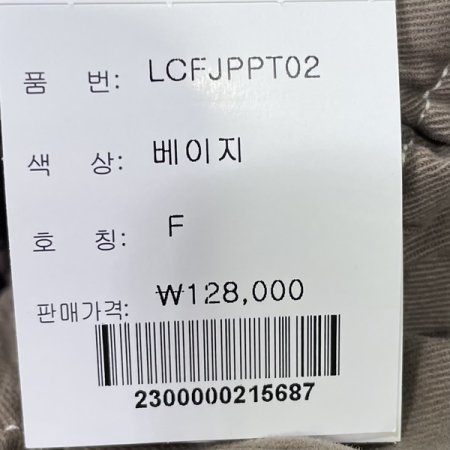 품 번: LCFJPPT02
색 상: 베이지
호 칭: F
판매가격: ₩128,000
2300000215687